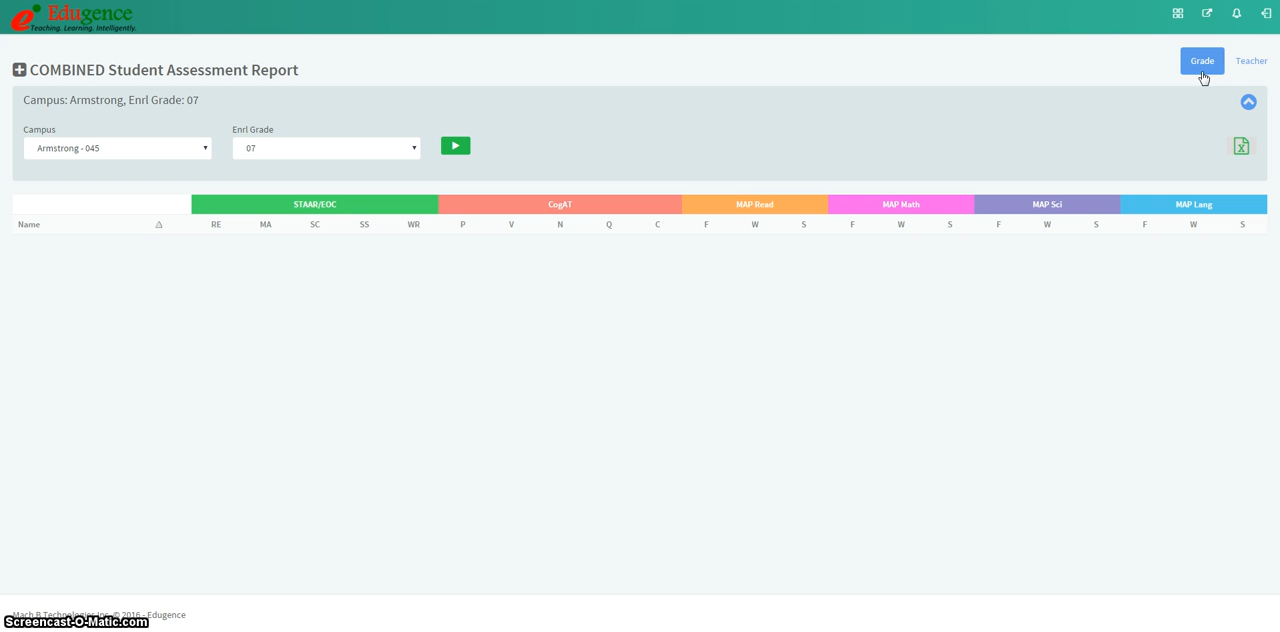 Edugence
Teaching. Learning. Intelligently.
Grade
Teacher
COMBINED Student Assessment Report
Campus: Armstrong, Enrl Grade: 07
Campus
Enrl Grade
Armstrong - 045
07
STAAR/EOC CogAT MAP Read MAP Math MAP Sci MAP Lang
Name RE MA SC SS WR P V N Q C F W S F W S F W S F W S
Mach B Technologies Inc. © 2016 - Edugence
Screencast-O-Matic.com